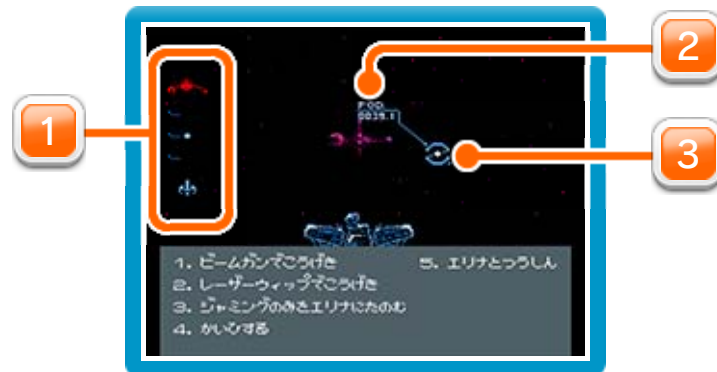 1
2
3
POD
0039.1
1. ビームガンでこうげき
5. エリナとつうしん
2. レーザーウィップでこうげき
3. ジャミングのみをエリナにたのむ
4. かいひする